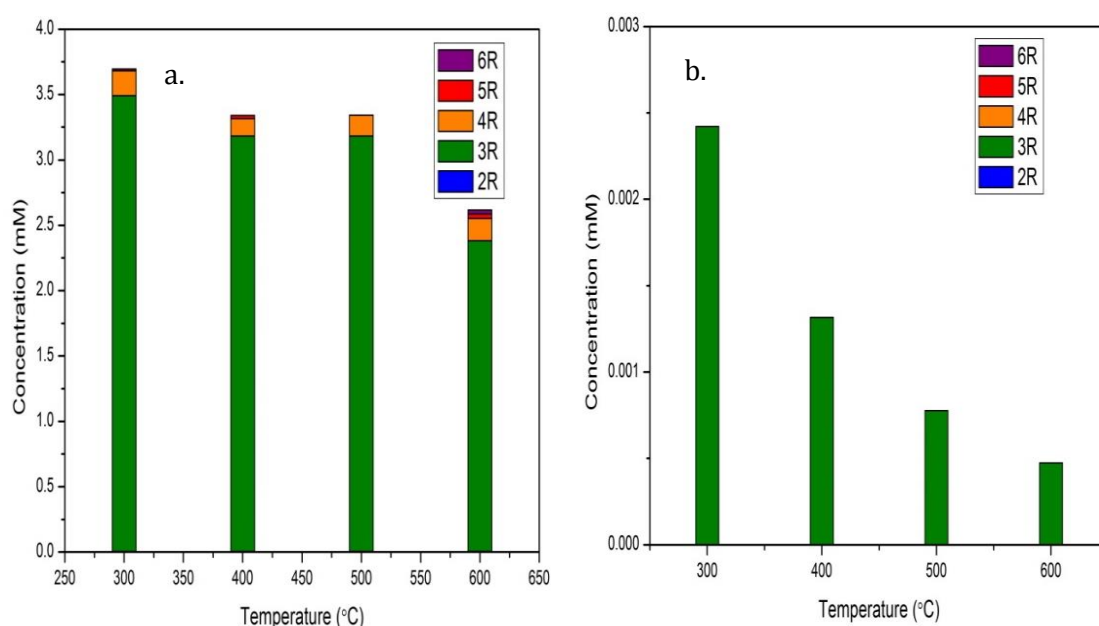 a.
6R
5R
4R
3R
2R
Concentration (mM)
4.0
3.5
3.0
2.5
2.0
1.5
1.0
0.5
0.0
250 300 350 400 450 500 550 600 650
Temperature (°C)
b.
6R
5R
4R
3R
2R
Concentration (mM)
0.003
0.002
0.001
0.000
300 400 500 600
Temperature (°C)